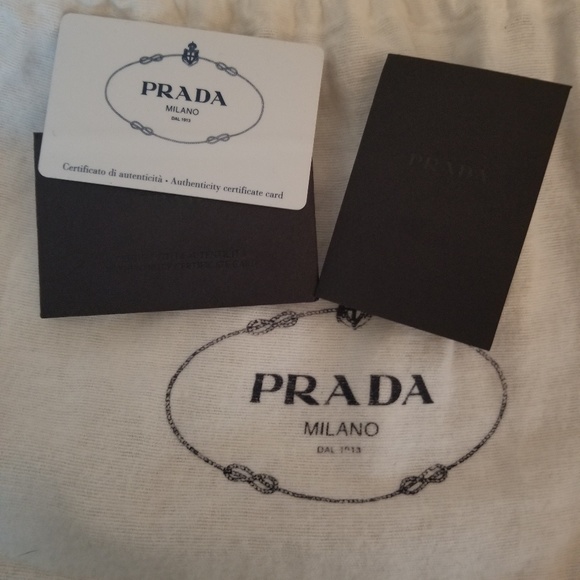 PRADA
MILANO
DAL 1913
Certificato di autenticità • Authenticity certificate card
PRADA
PRADA
MILANO
DAL 1913